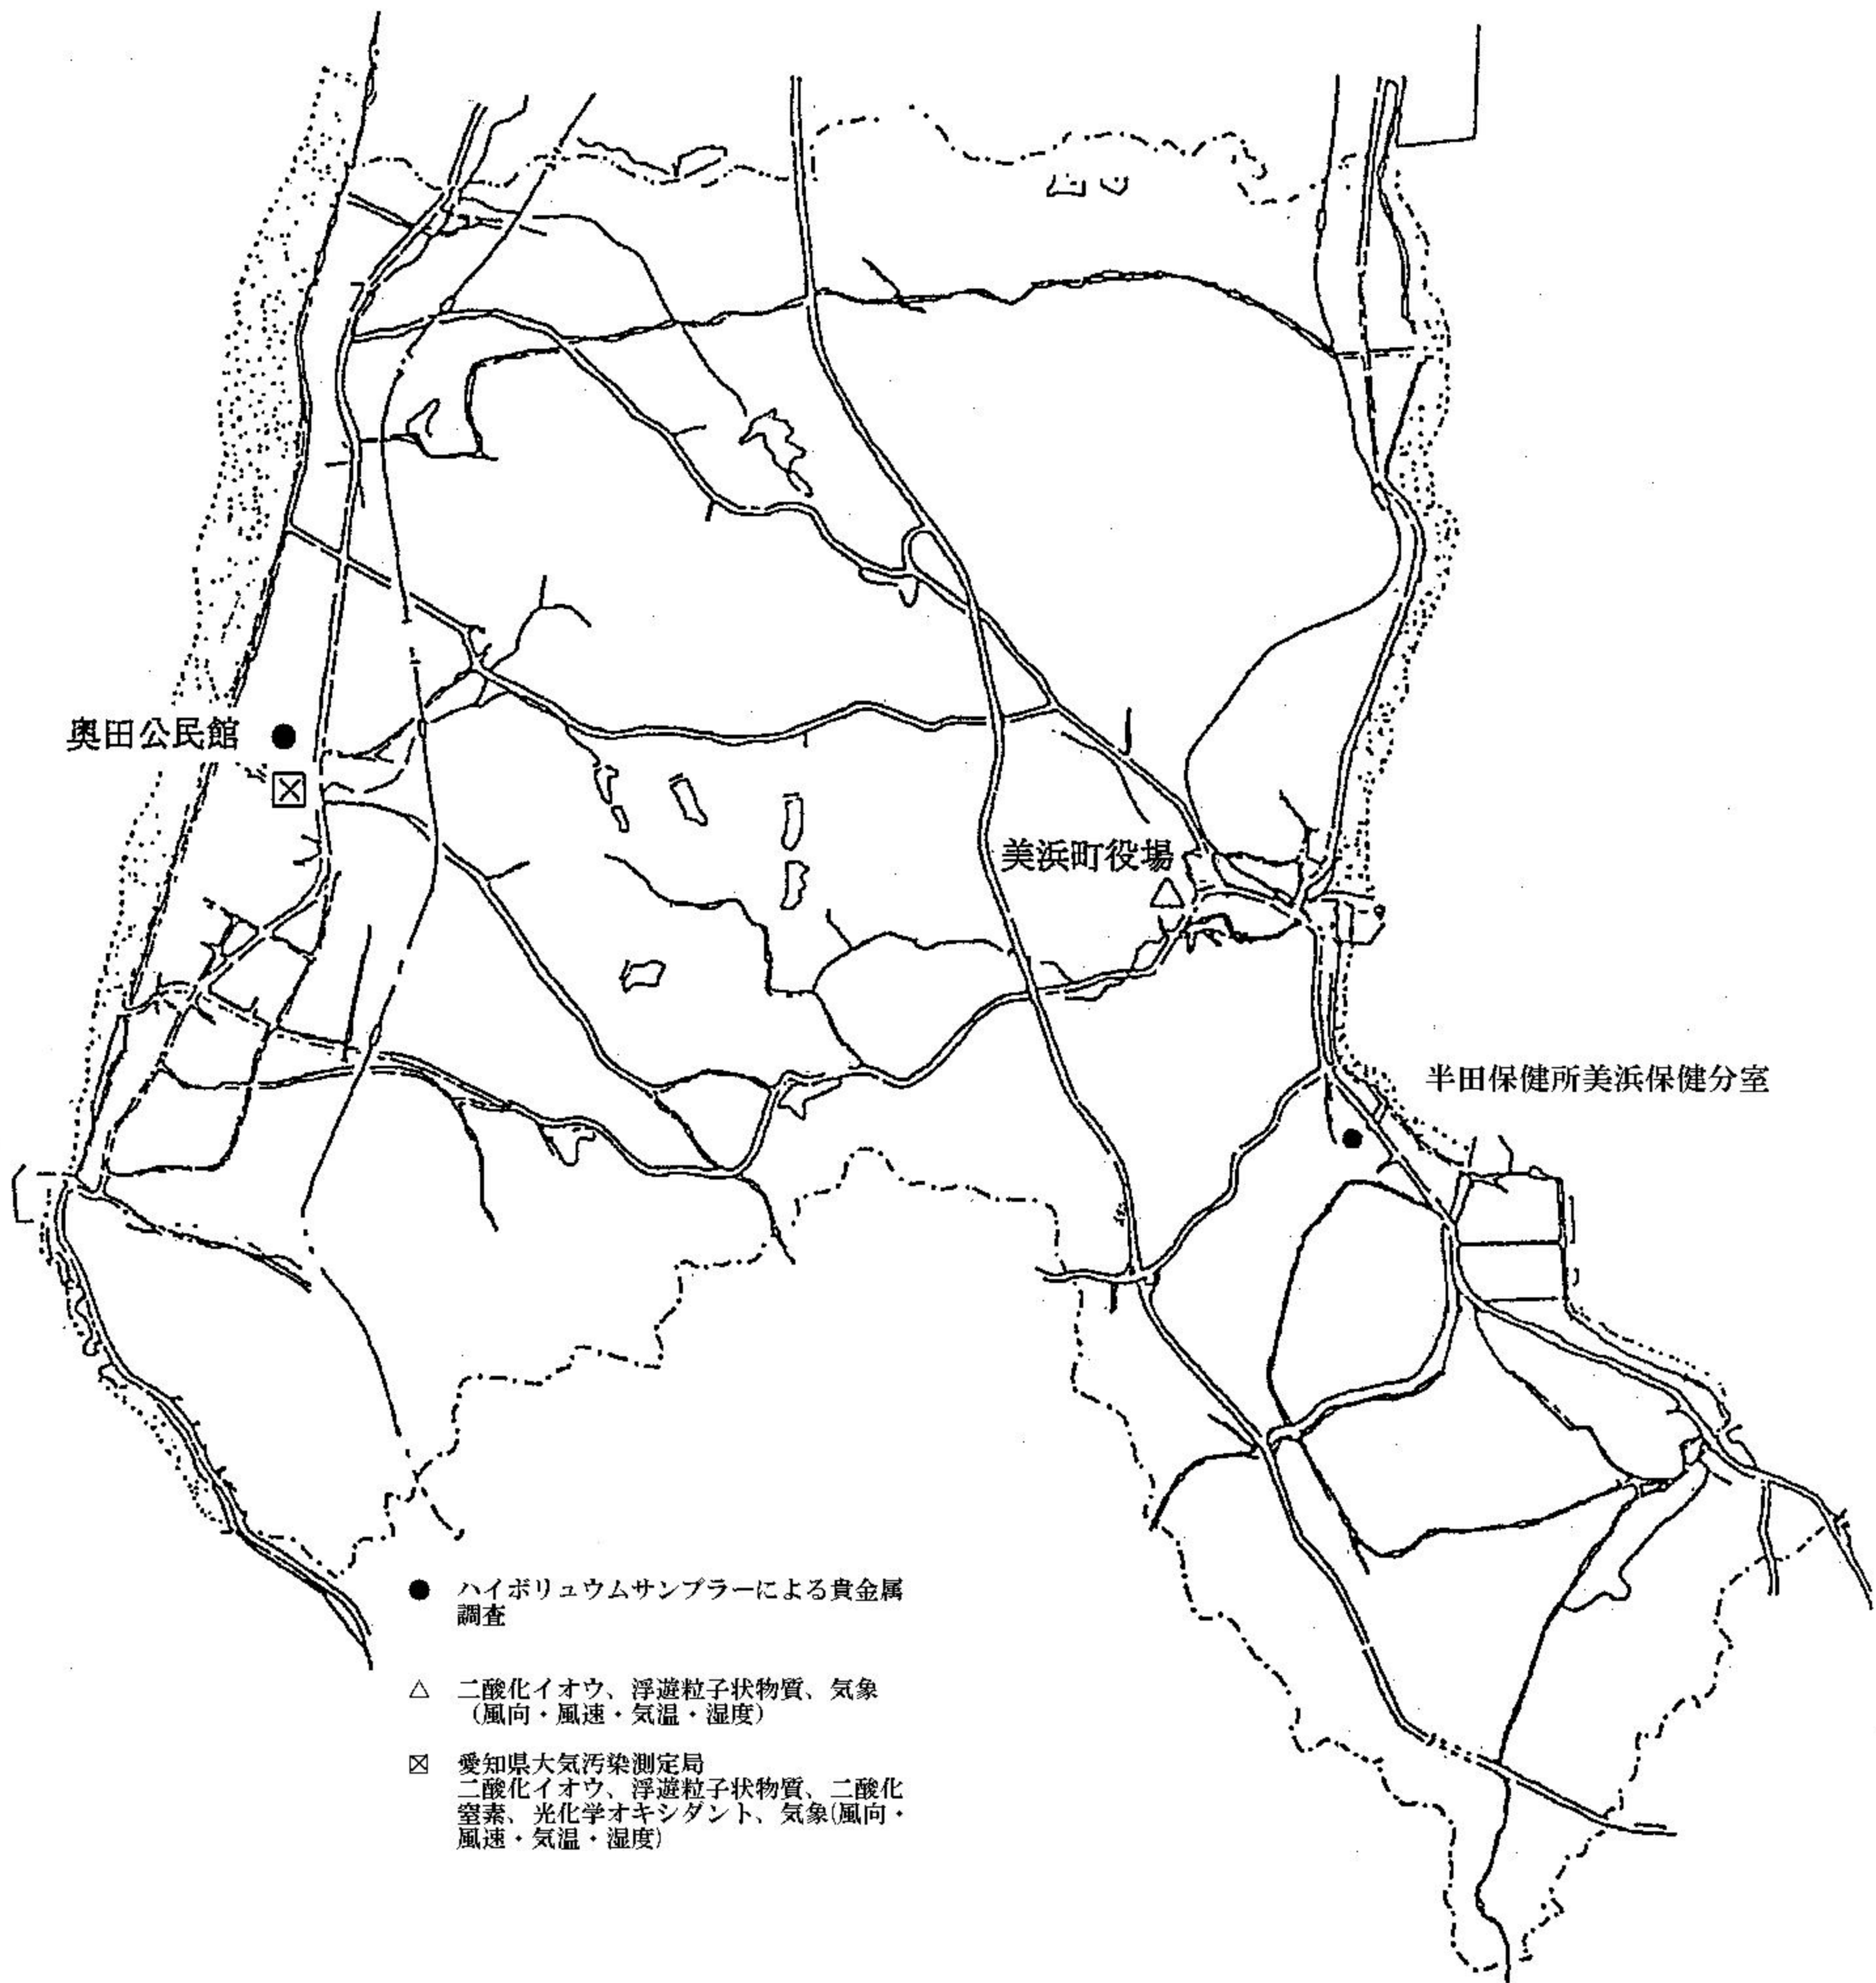 奥田公民館
美浜町役場
半田保健所美浜保健分室
● ハイボリュウムサンプラーによる貴金属
調査
△ 二酸化イオウ、浮遊粒子状物質、気象
(風向・風速・気温・湿度)
☒ 愛知県大気汚染測定局
二酸化イオウ、浮遊粒子状物質、二酸化
窒素、光化学オキシダント、気象(風向・
風速・気温・湿度)